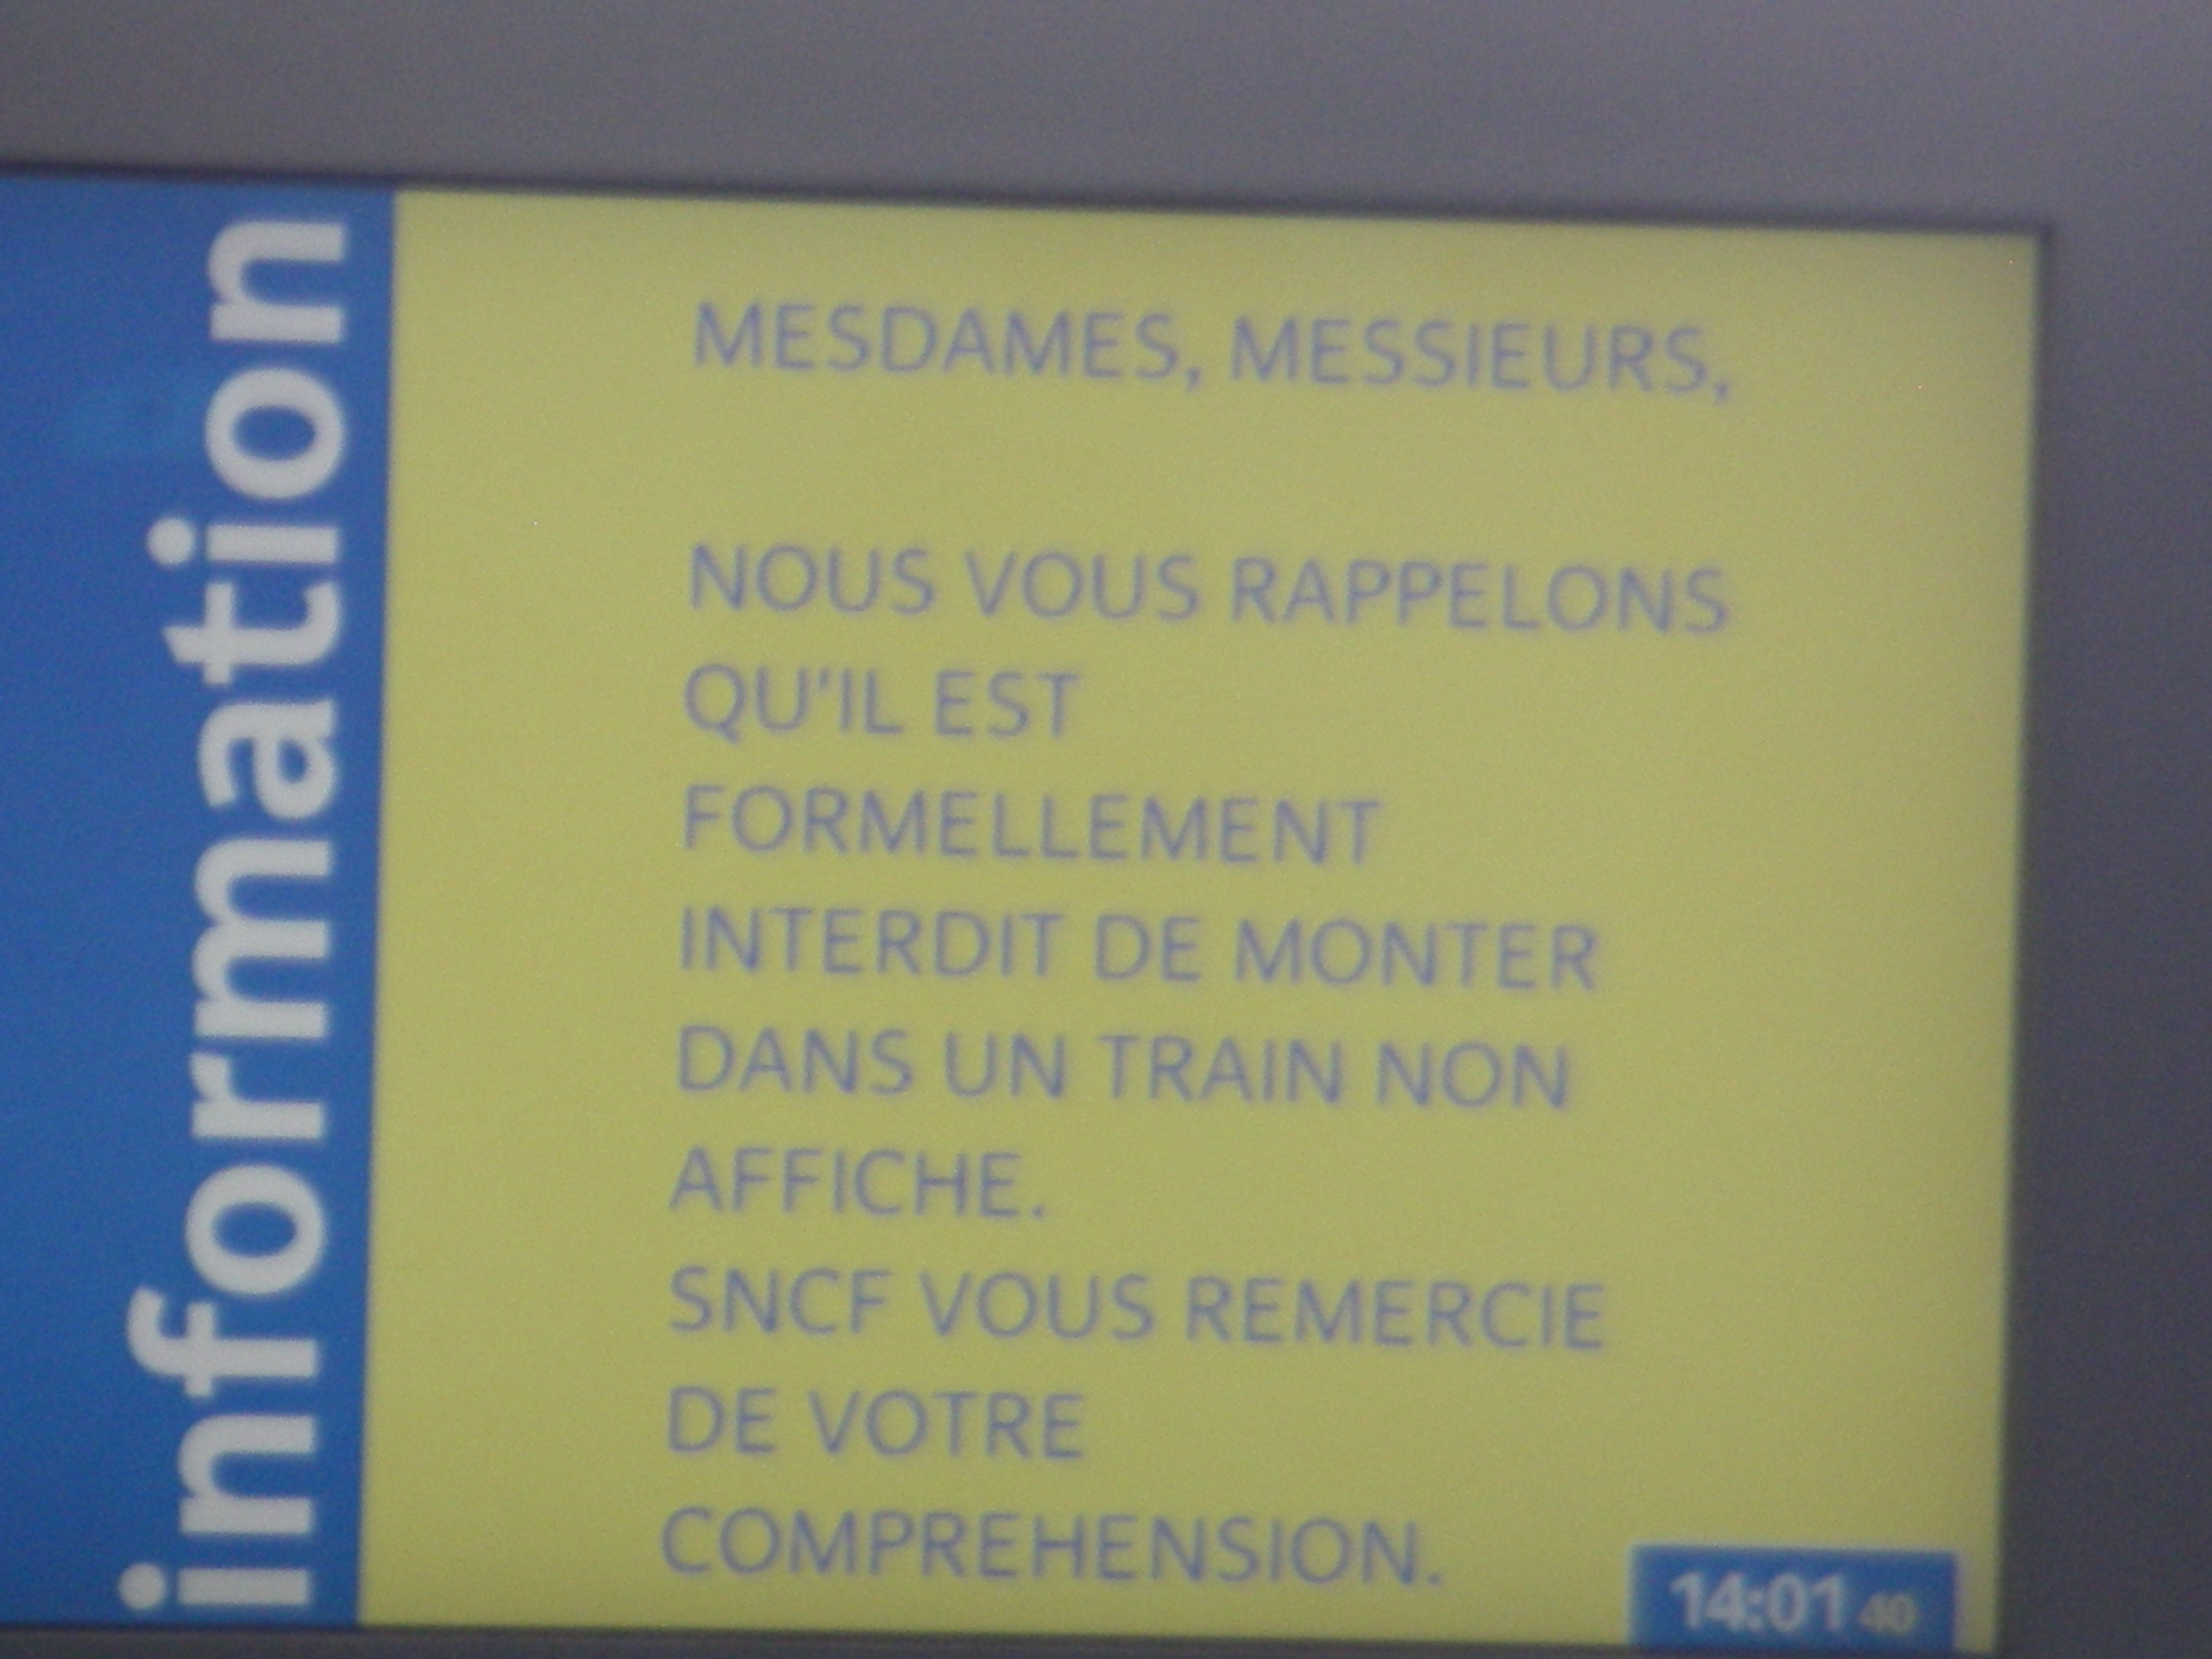 information
MESDAMES, MESSIEURS,
NOUS VOUS RAPPELONS
QU'IL EST
FORMELLEMENT
INTERDIT DE MONTER
DANS UN TRAIN NON
AFFICHE.
SNCF VOUS REMERCIE
DE VOTRE
COMPREHENSION.
14:01 40